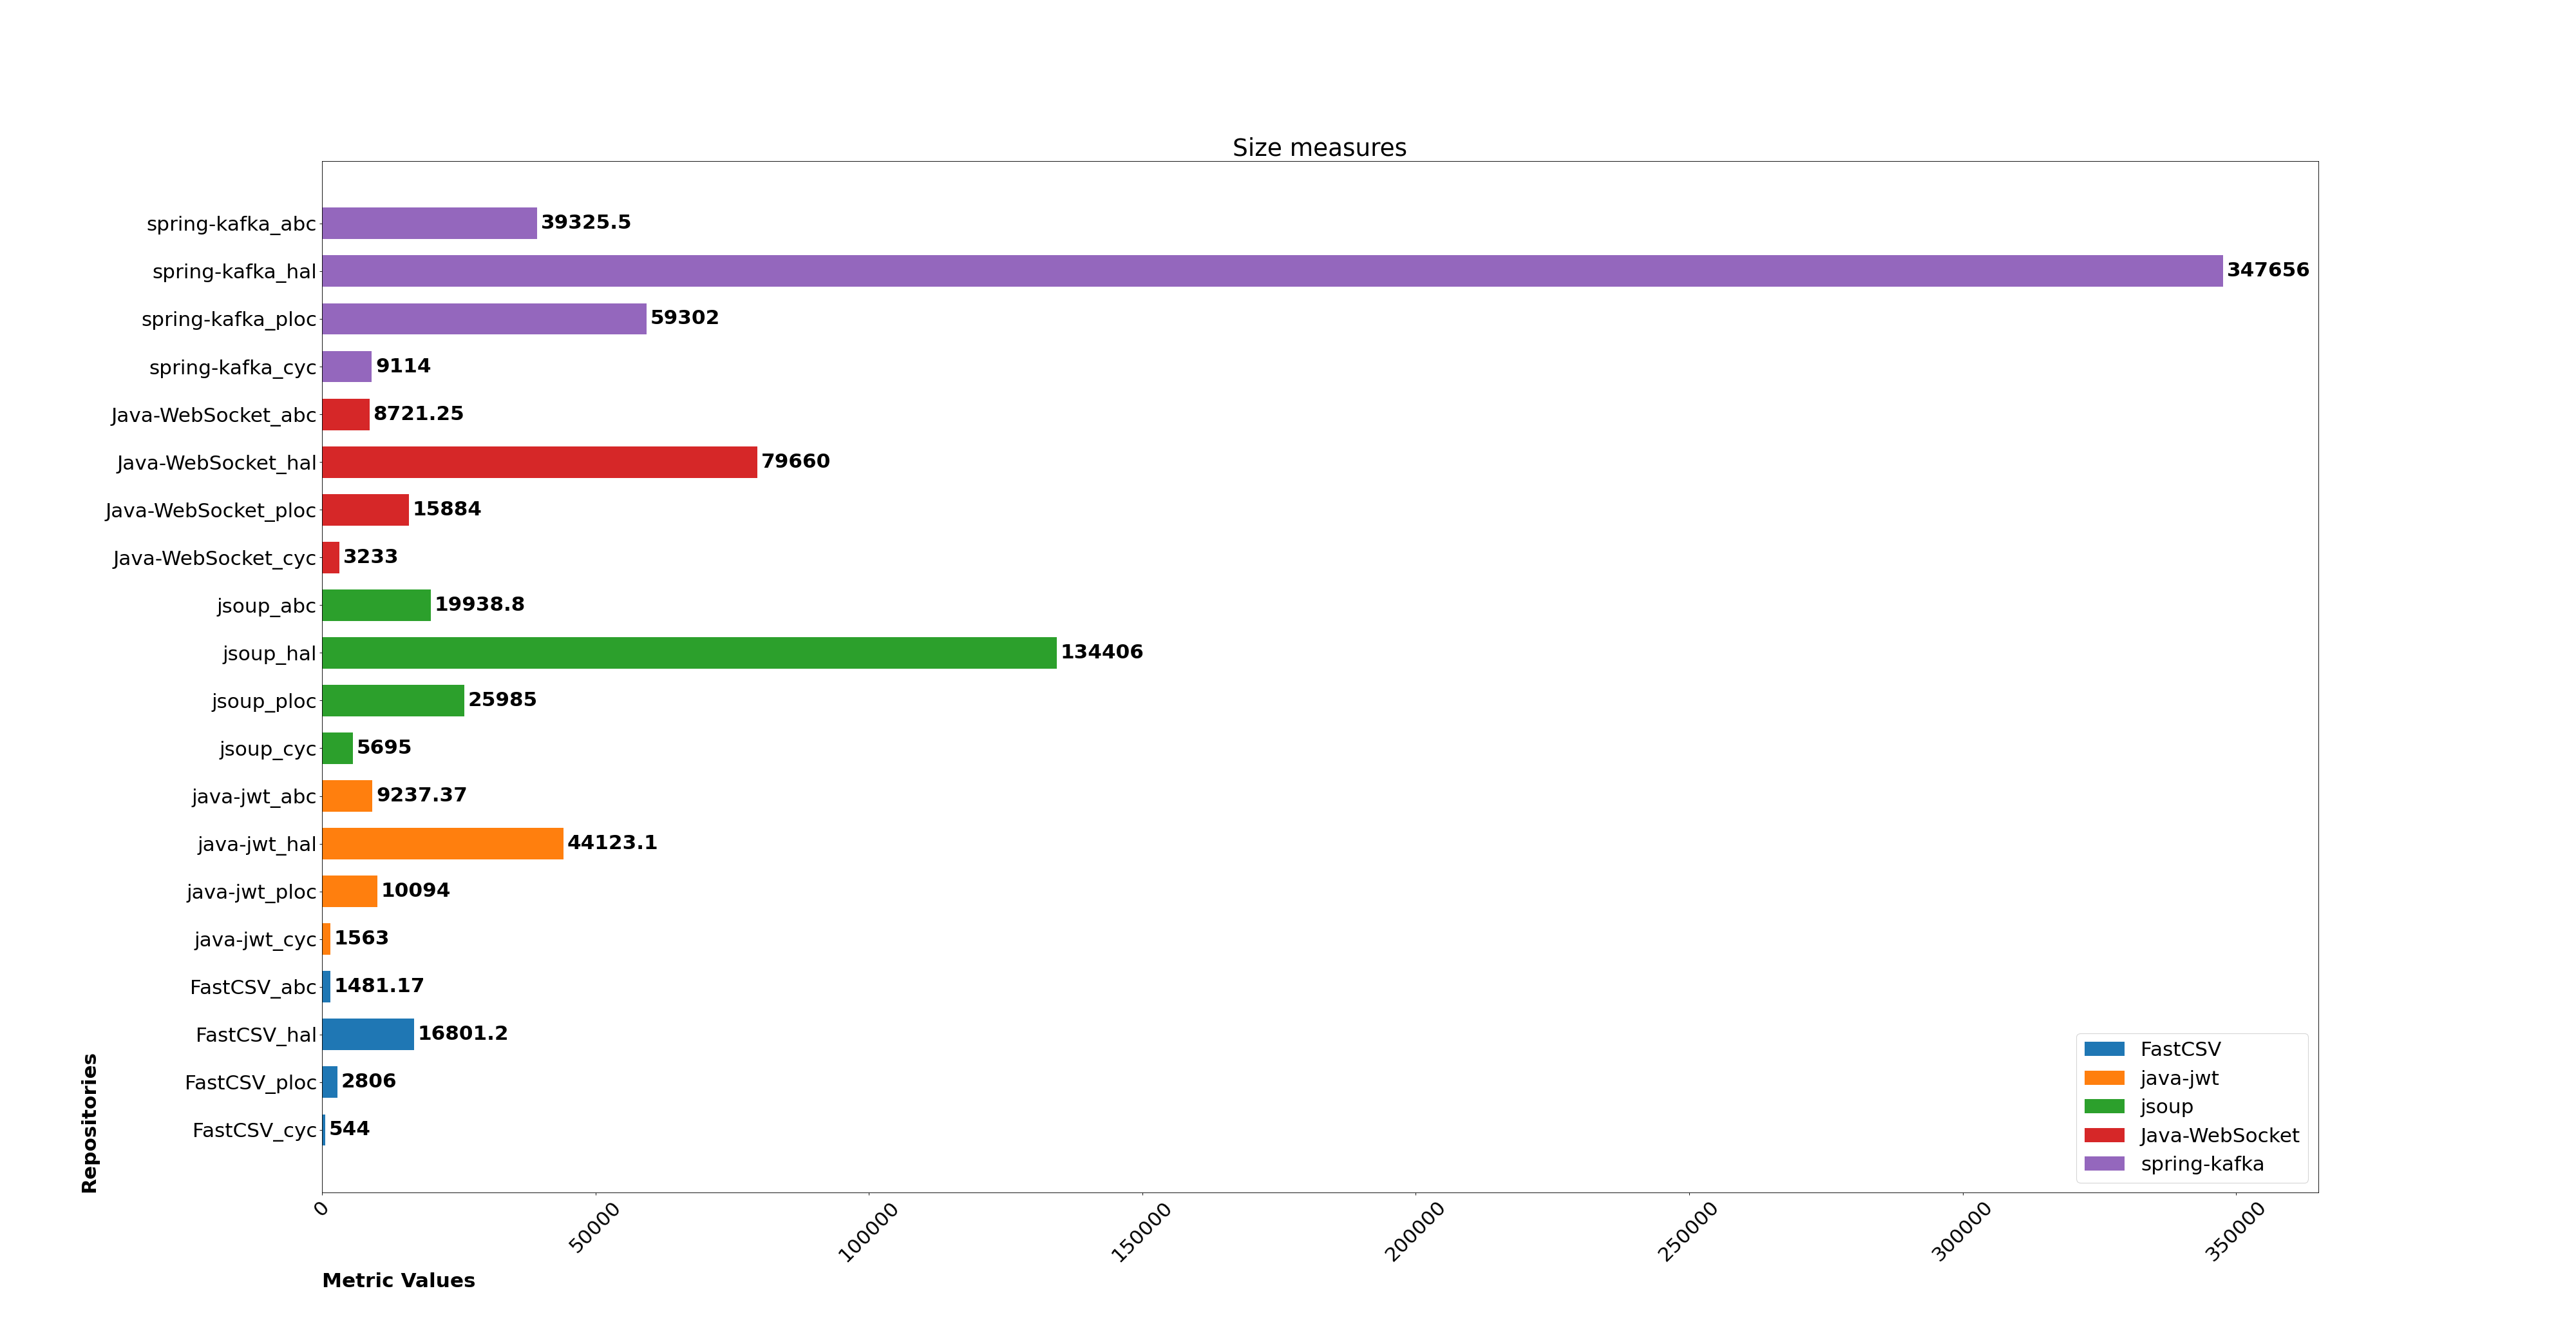 Size measures
spring-kafka_abc 39325.5
spring-kafka_hal 347656
spring-kafka_ploc 59302
spring-kafka_cyc 9114
Java-WebSocket_abc 8721.25
Java-WebSocket_hal 79660
Java-WebSocket_ploc 15884
Java-WebSocket_cyc 3233
jsoup_abc 19938.8
jsoup_hal 134406
jsoup_ploc 25985
jsoup_cyc 5695
java-jwt_abc 9237.37
java-jwt_hal 44123.1
java-jwt_ploc 10094
java-jwt_cyc 1563
FastCSV_abc 1481.17
FastCSV_hal 16801.2
FastCSV_ploc 2806
FastCSV_cyc 544
Repositories
FastCSV
java-jwt
jsoup
Java-WebSocket
spring-kafka
0 50000 100000 150000 200000 250000 300000 350000
Metric Values